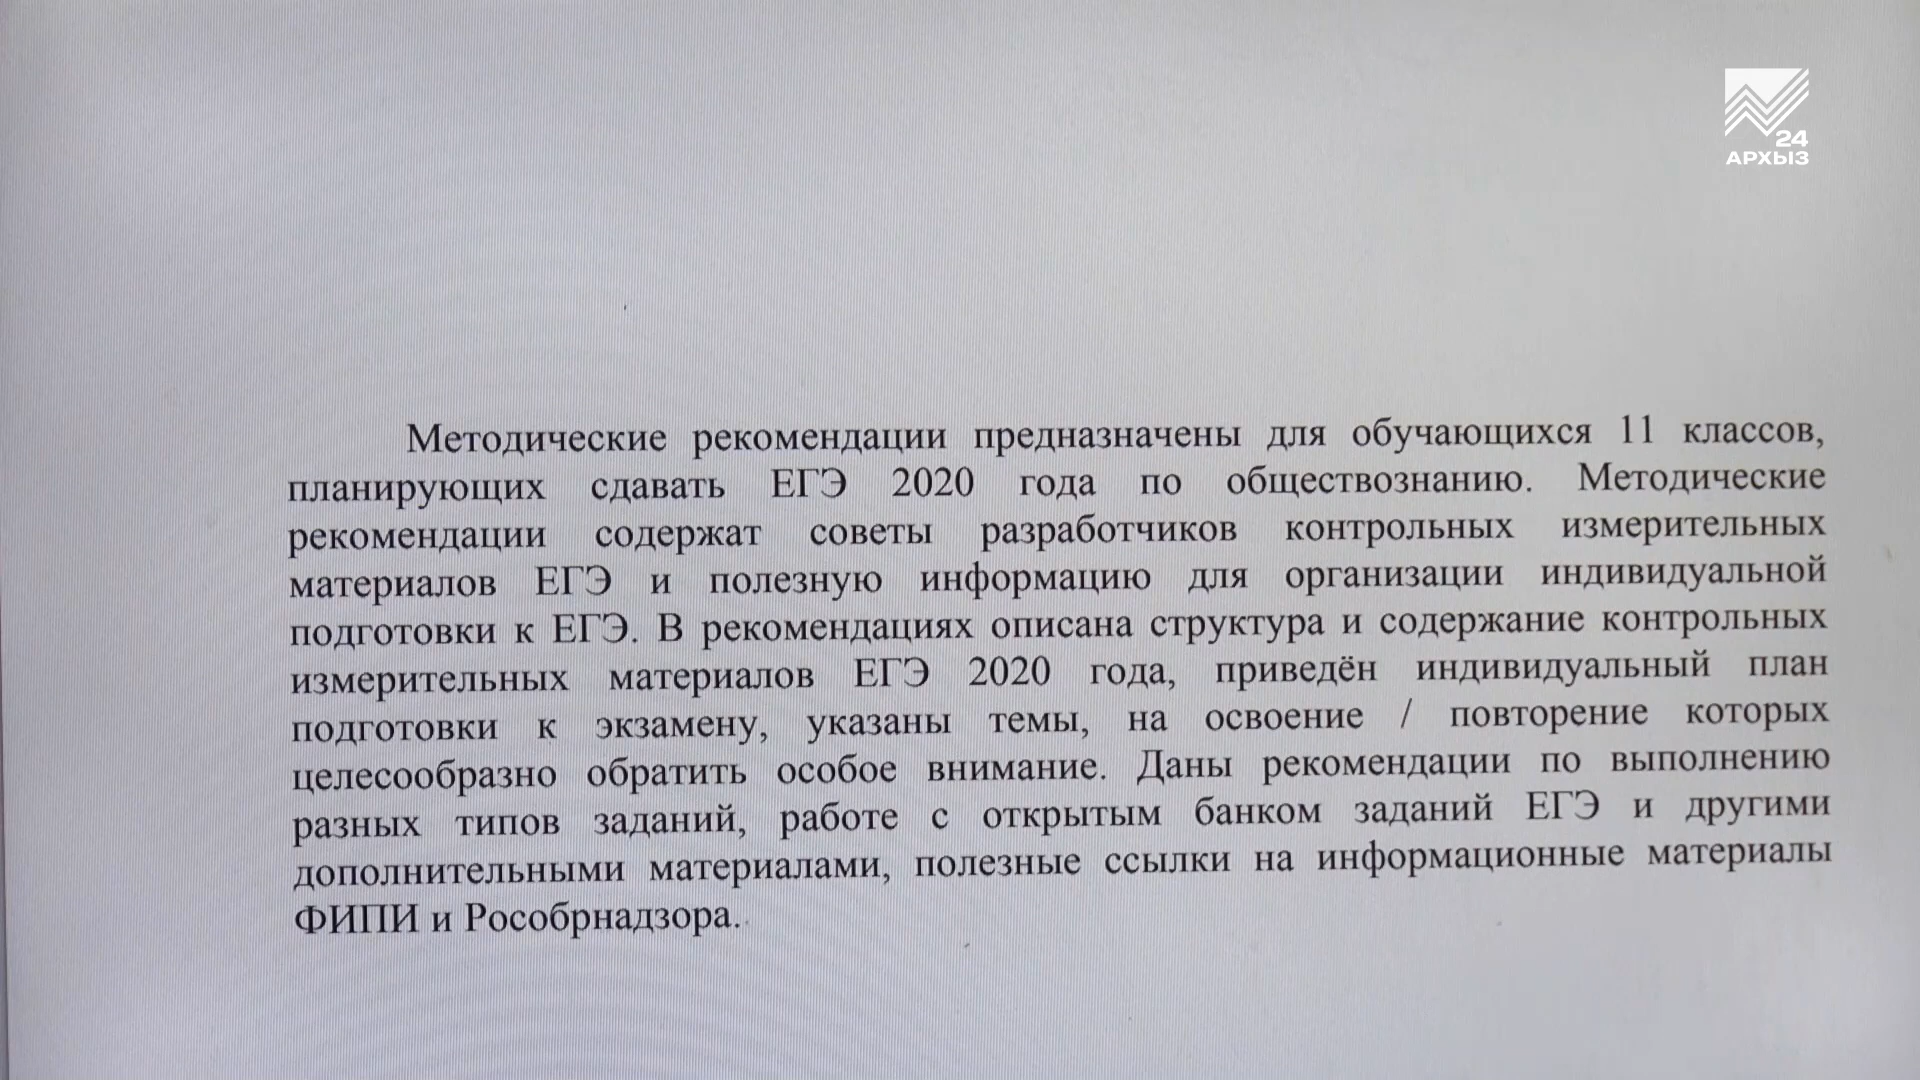 24
АРХЫЗ
Методические рекомендации предназначены для обучающихся 11 классов,
планирующих сдавать ЕГЭ 2020 года по обществознанию. Методические
рекомендации содержат советы разработчиков контрольных измерительных
материалов ЕГЭ и полезную информацию для организации индивидуальной
подготовки к ЕГЭ. В рекомендациях описана структура и содержание контрольных
измерительных материалов ЕГЭ 2020 года, приведён индивидуальный план
подготовки к экзамену, указаны темы, на освоение / повторение которых
целесообразно обратить особое внимание. Даны рекомендации по выполнению
разных типов заданий, работе с открытым банком заданий ЕГЭ и другими
дополнительными материалами, полезные ссылки на информационные материалы
ФИПИ и Рособрнадзора.